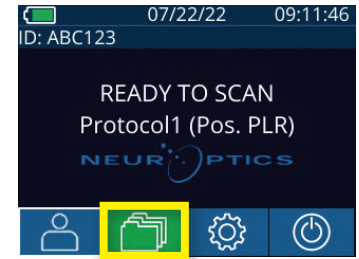 07/22/22 09:11:46
ID: ABC123
READY TO SCAN
Protocol1 (Pos. PLR)
NEUROPTICS